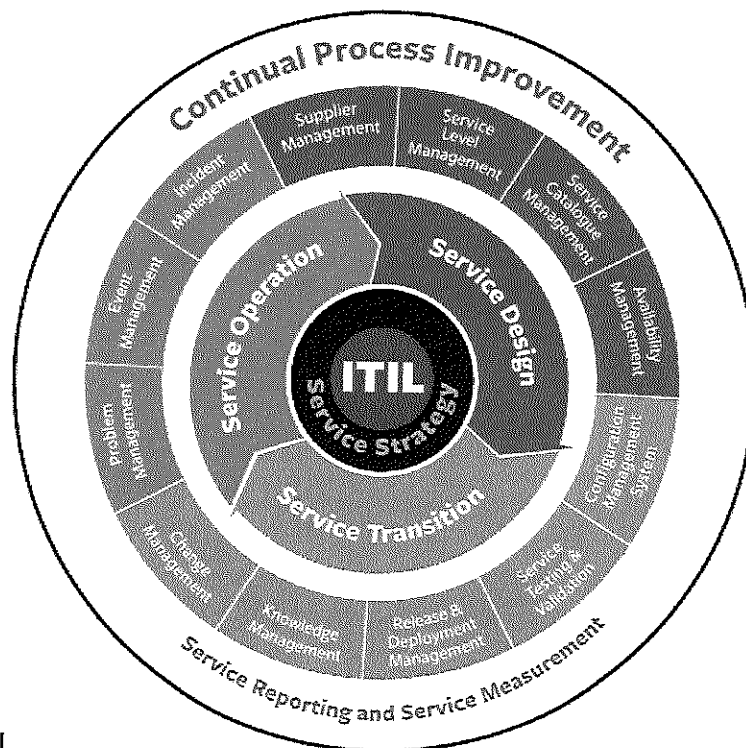 Continual Process Improvement
Supplier
Management
Service
Level
Management
Service
Catalogue
Management
Availability
Management
Configuration
Management
System
Service
Testing &
Validation
Release &
Deployment
Management
Knowledge
Management
Change
Management
Problem
Management
Event
Management
Incident
Management
Service Operation
Service Design
Service Transition
ITIL
Service Strategy
Service Reporting and Service Measurement